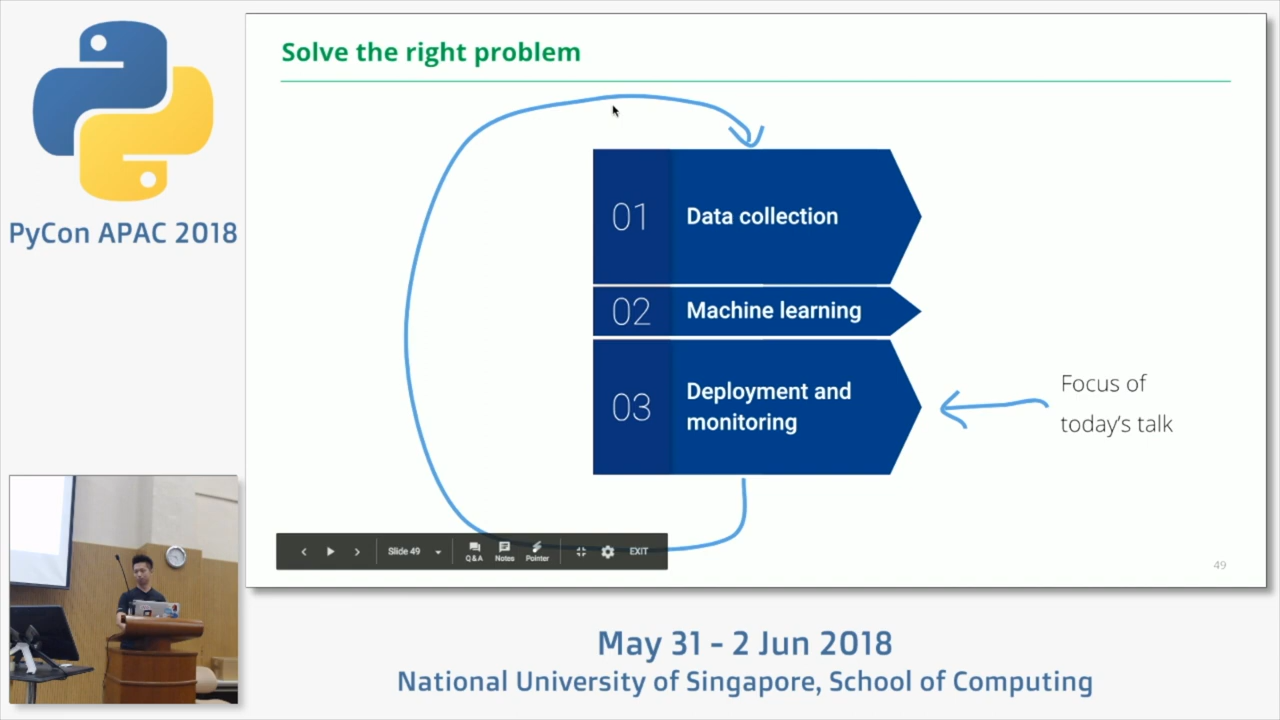 PyCon APAC 2018
Solve the right problem
01
Data collection
02
Machine learning
03
Deployment and
monitoring
Focus of
today's talk
Slide 49
Q&A
Notes
Pointer
EXIT
49
May 31 - 2 Jun 2018
National University of Singapore, School of Computing